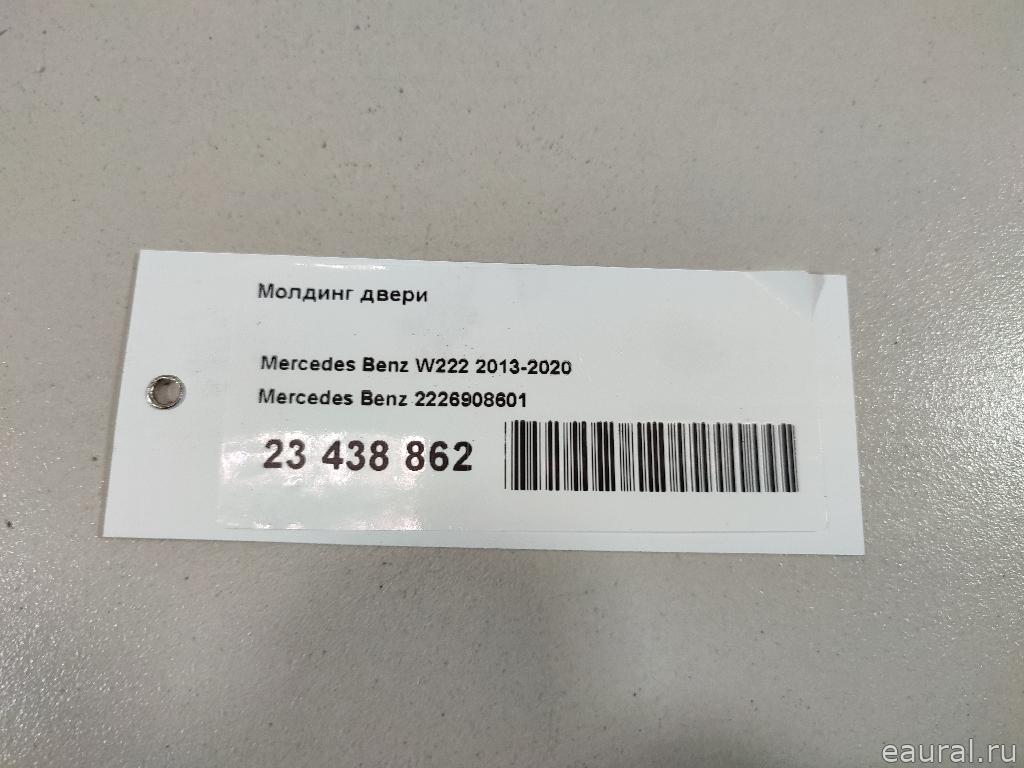 Молдинг двери
Mercedes Benz W222 2013-2020
Mercedes Benz 2226908601
23 438 862
eaural.ru